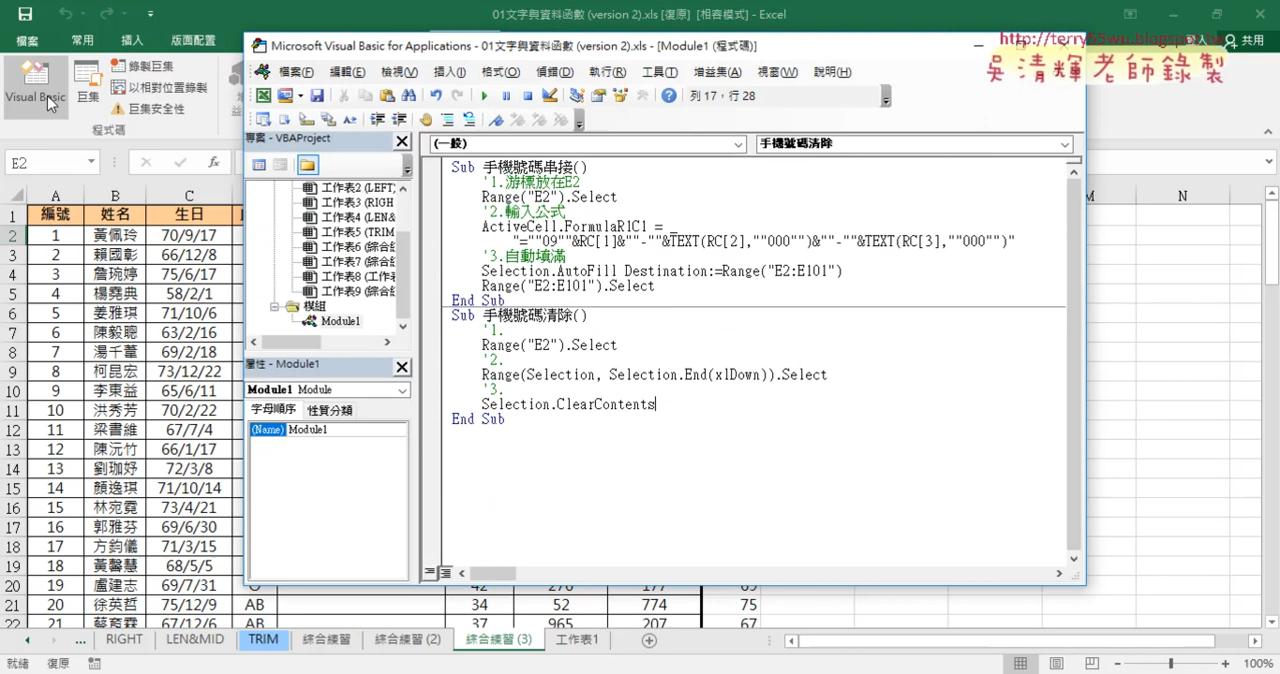 01文字與資料函數 (version 2).xls [復原] [相容模式] - Excel
檔案 常用 插入 版面配置
共用
http://terry55wu.blogspot.tw
吳清輝老師錄製
Visual Basic
巨集
錄製巨集
以相對位置錄製
巨集安全性
程式碼
Microsoft Visual Basic for Applications - 01文字與資料函數 (version 2).xls - [Module1 (程式碼)]
檔案(F) 編輯(E) 檢視(V) 插入(I) 格式(O) 偵錯(D) 執行(R) 工具(T) 增益集(A) 視窗(W) 說明(H)
列 17，行 28
專案 - VBAProject
工作表2 (LEFT,
工作表3 (RIGH
工作表4 (LEN&
工作表5 (TRIM
工作表6 (綜合
工作表7 (綜合
工作表8 (工作
工作表9 (綜合
模組
Module1
屬性 - Module1
Module1 Module
字母順序 性質分類
(Name) Module1
(一般) 手機號碼清除
Sub 手機號碼串接()
'1.游標放在E2
Range("E2").Select
'2.輸入公式
ActiveCell.FormulaR1C1 = _
"=""09""&RC[1]&""-""&TEXT(RC[2],""000"")&""-""&TEXT(RC[3],""000"")"
'3.自動填滿
Selection.AutoFill Destination:=Range("E2:E101")
Range("E2:E101").Select
End Sub
Sub 手機號碼清除()
'1.
Range("E2").Select
'2.
Range(Selection, Selection.End(xlDown)).Select
'3.
Selection.ClearContents
End Sub
E2
fx
A B C M N
1 編號 姓名 生日
2 1 黃佩玲 70/9/17
3 2 賴國彰 66/12/8
4 3 詹琬婷 75/6/17
5 4 楊堯典 58/2/1
6 5 姜雅琪 71/10/6
7 6 陳毅聰 63/2/16
8 7 湯千菫 69/2/18
9 8 柯昆宏 73/12/22
10 9 李東益 65/6/11
11 10 洪秀芳 70/2/22
12 11 梁書維 67/7/4
13 12 陳沅竹 66/1/17
14 13 劉珈妤 72/3/8
15 14 顏逸琪 71/10/14
16 15 林宛霓 73/4/21
17 16 郭雅芬 69/6/30
18 17 方鈞儀 71/3/15
19 18 黃馨慧 68/5/5
20 19 盧建志 69/7/31 O 42 276 177 69
21 20 徐英哲 75/12/9 AB 34 52 774 75
22 67/12/6 AB 37 965 207 67
... RIGHT LEN&MID TRIM 綜合練習 綜合練習 (2) 綜合練習 (3) 工作表1
就緒 復原 100%